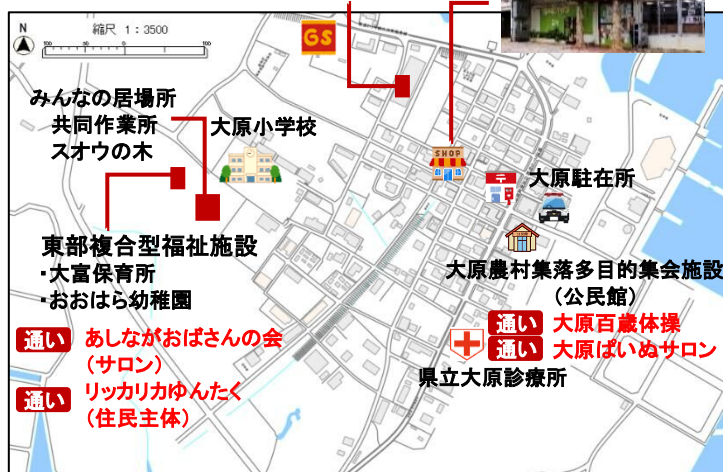 N
縮尺 1：3500
100 0 100
GS
みんなの居場所
共同作業所
スオウの木
大原小学校
SHOP
〒
大原駐在所
東部複合型福祉施設
・大富保育所
・おおはら幼稚園
大原農村集落多目的集会施設
（公民館）
通い あしながおばさんの会
（サロン）
通い リッカリカゆんたく
（住民主体）
通い 大原百歳体操
通い 大原ぱいぬサロン
県立大原診療所